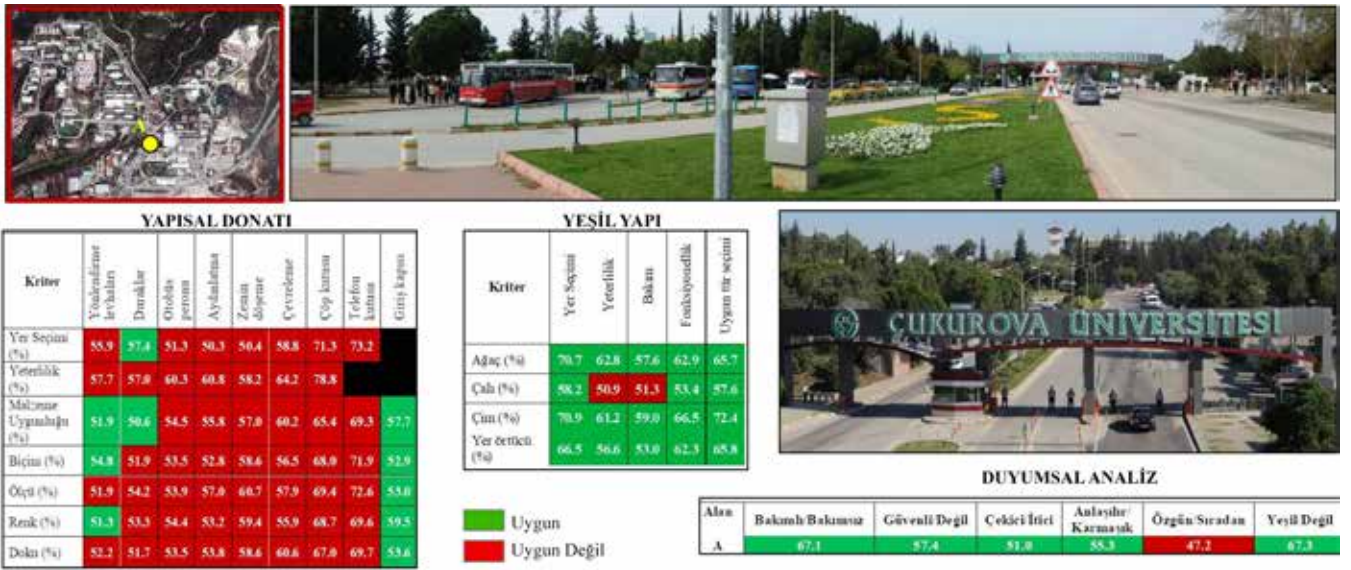 A
YAPISAL DONATI
Kriter Yönlendirme levhaları Duraklar Otobüs peronu Aydınlatma Zemin döşeme Çevreleme Çöp kutusu Telefon kutusu Giriş kapısı
Yer Seçimi (%) 55.9 57.4 51.3 50.3 50.4 58.8 71.3 73.2
Yeterlilik (%) 57.7 57.0 60.3 60.8 58.2 64.2 78.8
Malzeme Uygunluğu (%) 51.9 50.6 54.5 55.8 57.0 60.2 65.4 69.3 57.7
Biçim (%) 54.8 51.9 53.5 52.8 58.6 56.5 68.0 71.9 52.9
Ölçü (%) 51.9 54.2 53.9 57.0 60.7 57.9 69.4 72.6 53.0
Renk (%) 51.3 53.3 54.4 53.2 59.4 55.9 68.7 69.6 59.5
Doku (%) 52.2 51.7 53.5 53.8 58.6 60.6 67.0 69.7 53.6
YEŞİL YAPI
Kriter Yer Seçimi Yeterlilik Bakım Fonksiyonellik Uygun tür seçimi
Ağaç (%) 70.7 62.8 57.6 62.9 65.7
Çalı (%) 58.2 50.9 51.3 53.4 57.6
Çim (%) 70.9 61.2 59.0 66.5 72.4
Yer örtücü (%) 66.5 56.6 53.0 62.3 65.8
Uygun
Uygun Değil
ÇUKUROVA ÜNİVERSİTESİ
DUYUMSAL ANALİZ
Alan Bakımlı/Bakımsız Güvenli/Değil Çekici/İtici Anlaşılır/Karmaşık Özgün/Sıradan Yeşil/Değil
A 67.1 57.4 51.0 55.3 47.2 67.3